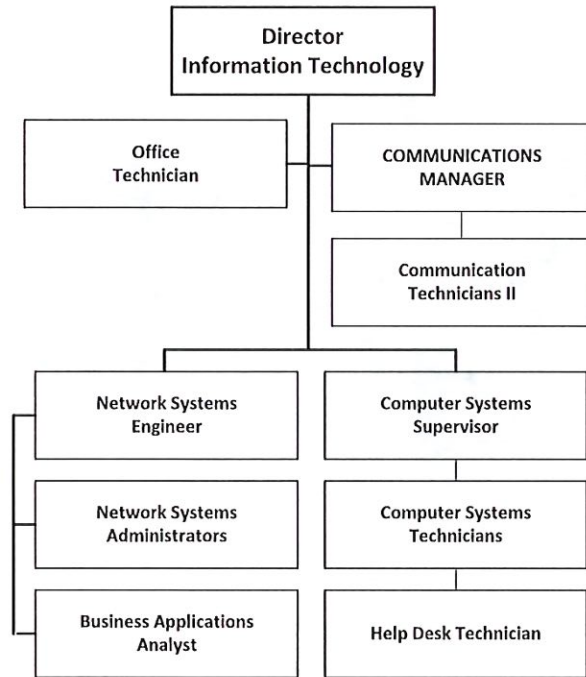 Director
Information Technology
Office
Technician
COMMUNICATIONS
MANAGER
Communication
Technicians II
Network Systems
Engineer
Computer Systems
Supervisor
Network Systems
Administrators
Computer Systems
Technicians
Business Applications
Analyst
Help Desk Technician